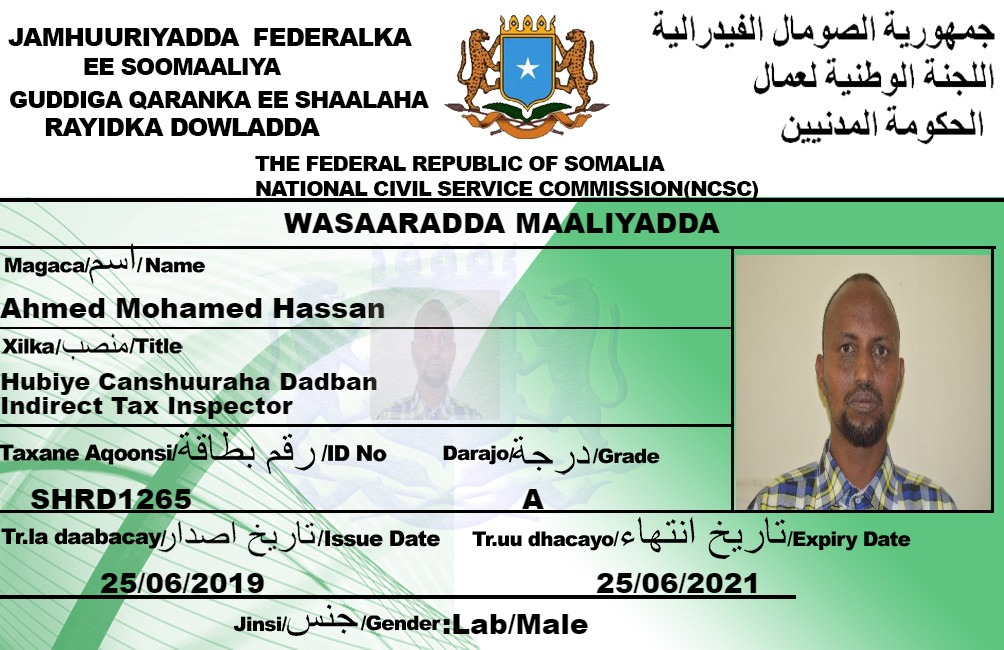 JAMHUURIYADDA FEDERALKA
EE SOOMAALIYA
GUDDIGA QARANKA EE SHAALAHA
RAYIDKA DOWLADDA
جمهورية الصومال الفيدرالية
اللجنة الوطنية لعمال
الحكومة المدنيين
THE FEDERAL REPUBLIC OF SOMALIA
NATIONAL CIVIL SERVICE COMMISSION(NCSC)
WASAARADDA MAALIYADDA
Magaca/اسم/Name
Ahmed Mohamed Hassan
Xilka/منصب/Title
Hubiye Canshuuraha Dadban
Indirect Tax Inspector
Taxane Aqoonsi/رقم بطاقة/ID No Darajo/درجة/Grade
SHRD1265 A
Tr.la daabacay/تاريخ اصدار/Issue Date Tr.uu dhacayo/تاريخ انتهاء/Expiry Date
25/06/2019 25/06/2021
Jinsi/جنس/Gender:Lab/Male